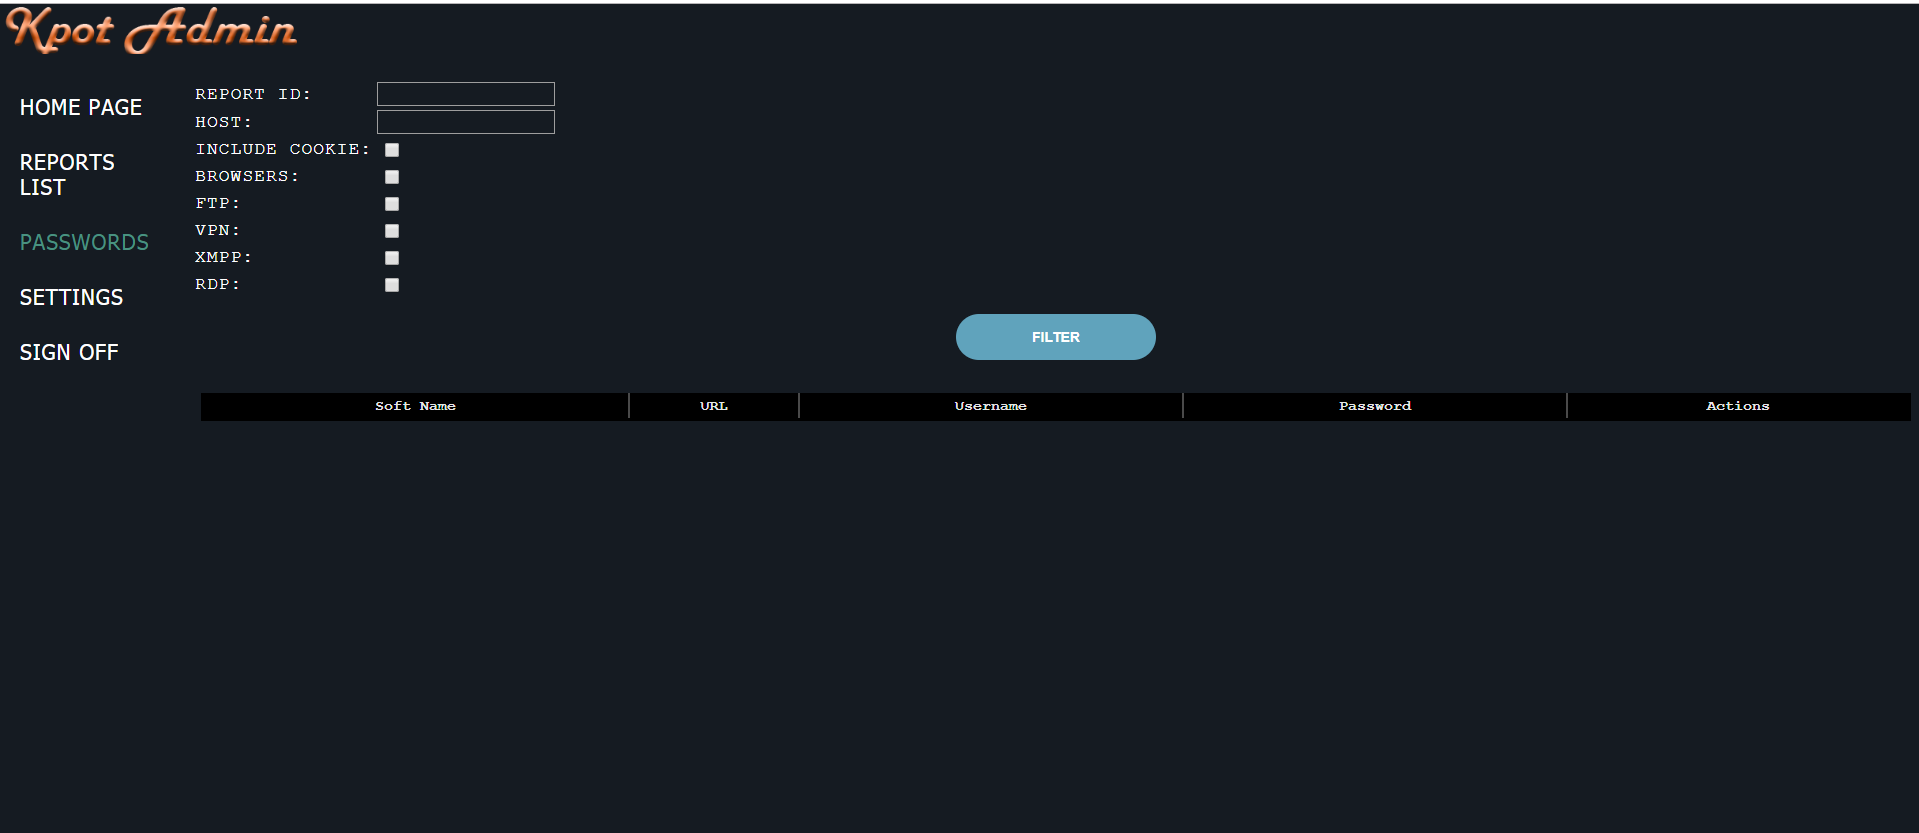 Kpot Admin
HOME PAGE
REPORTS
LIST
PASSWORDS
SETTINGS
SIGN OFF
REPORT ID:
HOST:
INCLUDE COOKIE:
BROWSERS:
FTP:
VPN:
XMPP:
RDP:
FILTER
Soft Name URL Username Password Actions